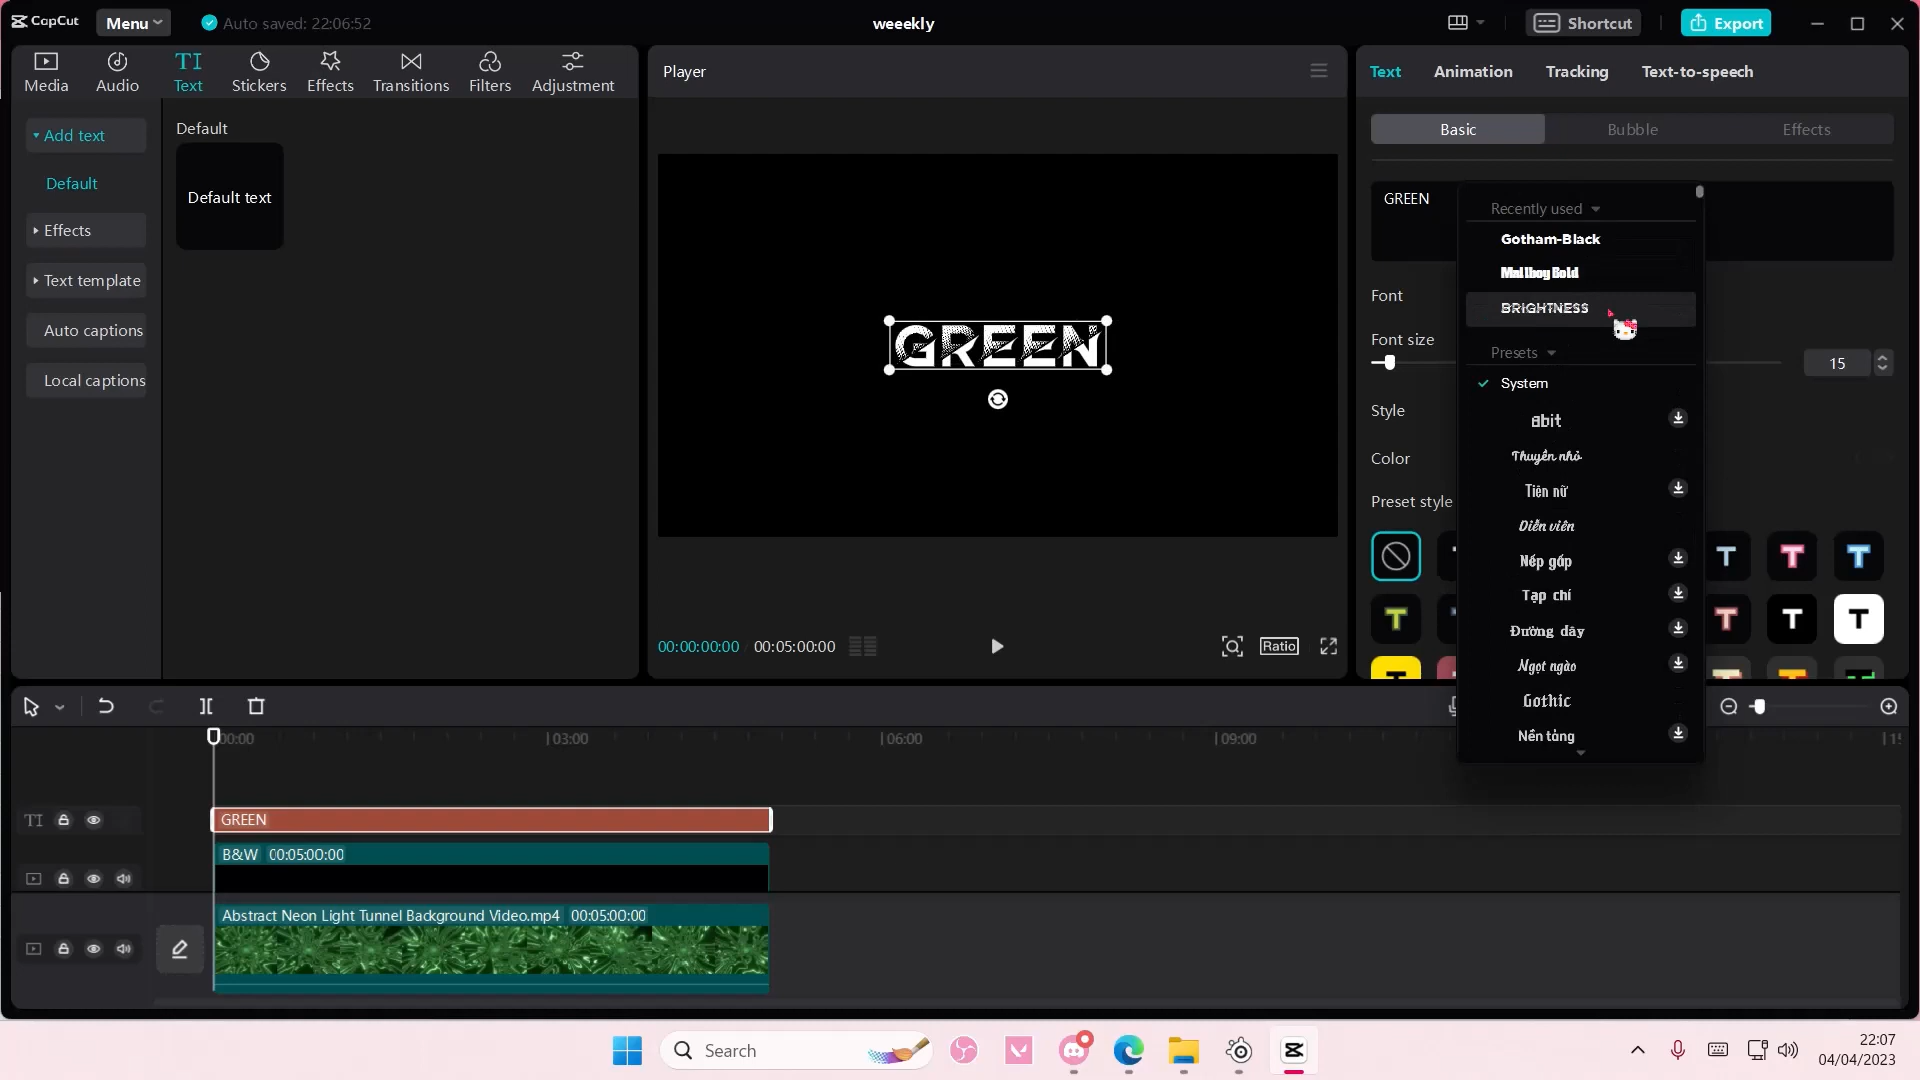 CapCut
Menu
Auto saved: 22:06:52
weeekly
Shortcut
Export
Media
Audio
TI
Text
Stickers
Effects
Transitions
Filters
Adjustment
Add text
Default
Effects
Text template
Auto captions
Local captions
Default
Default text
Player
GREEN
00:00:00:00
00:05:00:00
Ratio
Text
Animation
Tracking
Text-to-speech
Basic
Bubble
Effects
GREEN
Font
Font size
15
Style
Color
Preset style
Recently used
Gotham-Black
Mailboy Bold
BRIGHTNESS
Presets
System
8bit
Thuyền nhỏ
Tiên nữ
Diễn viên
Nếp gấp
Tạp chí
Đường dây
Ngọt ngào
Gothic
Nền tảng
T T T
T T T T
00:00
03:00
06:00
09:00
TI
GREEN
B&W 00:05:00:00
Abstract Neon Light Tunnel Background Video.mp4 00:05:00:00
Search
22:07
04/04/2023